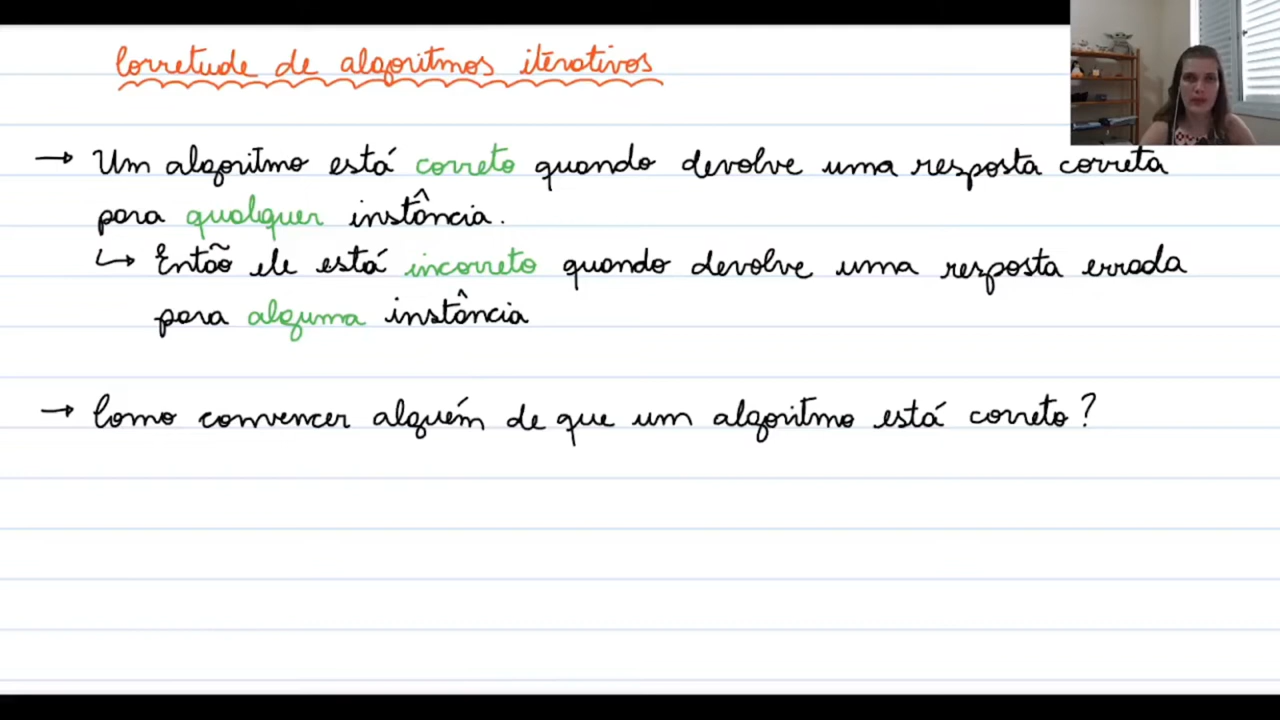 Corretude de algoritmos iterativos
→ Um algoritmo está correto quando devolve uma resposta correta
para qualquer instância.
↳ Então ele está incorreto quando devolve uma resposta errada
para alguma instância
→ Como convencer alguém de que um algoritmo está correto?